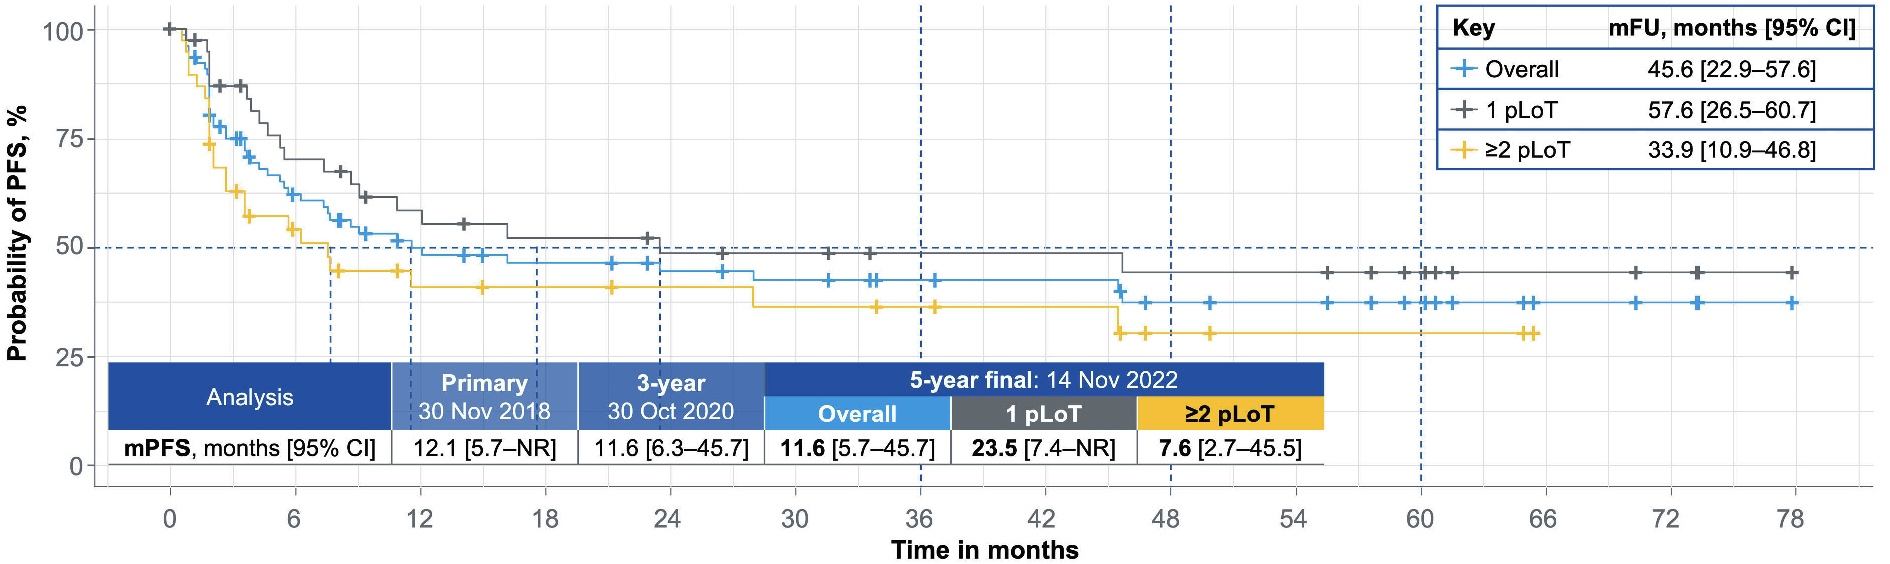 100
75
50
25
0
Probability of PFS, %
Key mFU, months [95% CI]
Overall 45.6 [22.9–57.6]
1 pLoT 57.6 [26.5–60.7]
≥2 pLoT 33.9 [10.9–46.8]
Analysis
Primary
30 Nov 2018
3-year
30 Oct 2020
5-year final: 14 Nov 2022
Overall 1 pLoT ≥2 pLoT
mPFS, months [95% CI] 12.1 [5.7–NR] 11.6 [6.3–45.7] 11.6 [5.7–45.7] 23.5 [7.4–NR] 7.6 [2.7–45.5]
0 6 12 18 24 30 36 42 48 54 60 66 72 78
Time in months